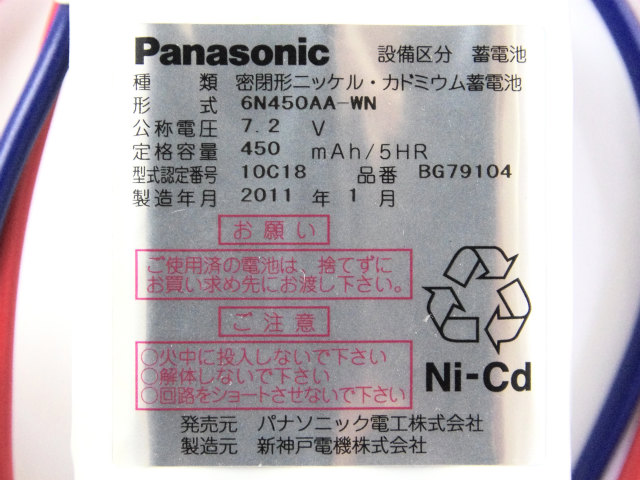 Panasonic 設備区分 蓄電池
種類 密閉形ニッケル・カドミウム蓄電池
形式 6N450AA-WN
公称電圧 7.2 V
定格容量 450 mAh/5HR
型式認定番号 10C18 品番 BG79104
製造年月 2011 年 1 月
お願い
ご使用済の電池は、捨てずに
お買い求め先にお渡し下さい。
ご注意
○火中に投入しないで下さい
○解体しないで下さい
○回路をショートさせないで下さい
Ni-Cd
発売元 パナソニック電工株式会社
製造元 新神戸電機株式会社